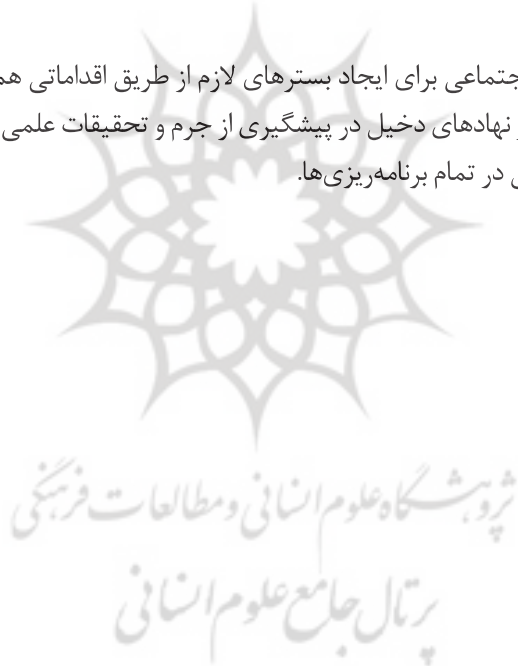 جتماعی برای ایجاد بسترهای لازم از طریق اقداماتی هم
نهادهای دخیل در پیشگیری از جرم و تحقیقات علمی
در تمام برنامه‌ریزی‌ها.
پژوهشگاه علوم انسانی و مطالعات فرهنگی
پرتال جامع علوم انسانی